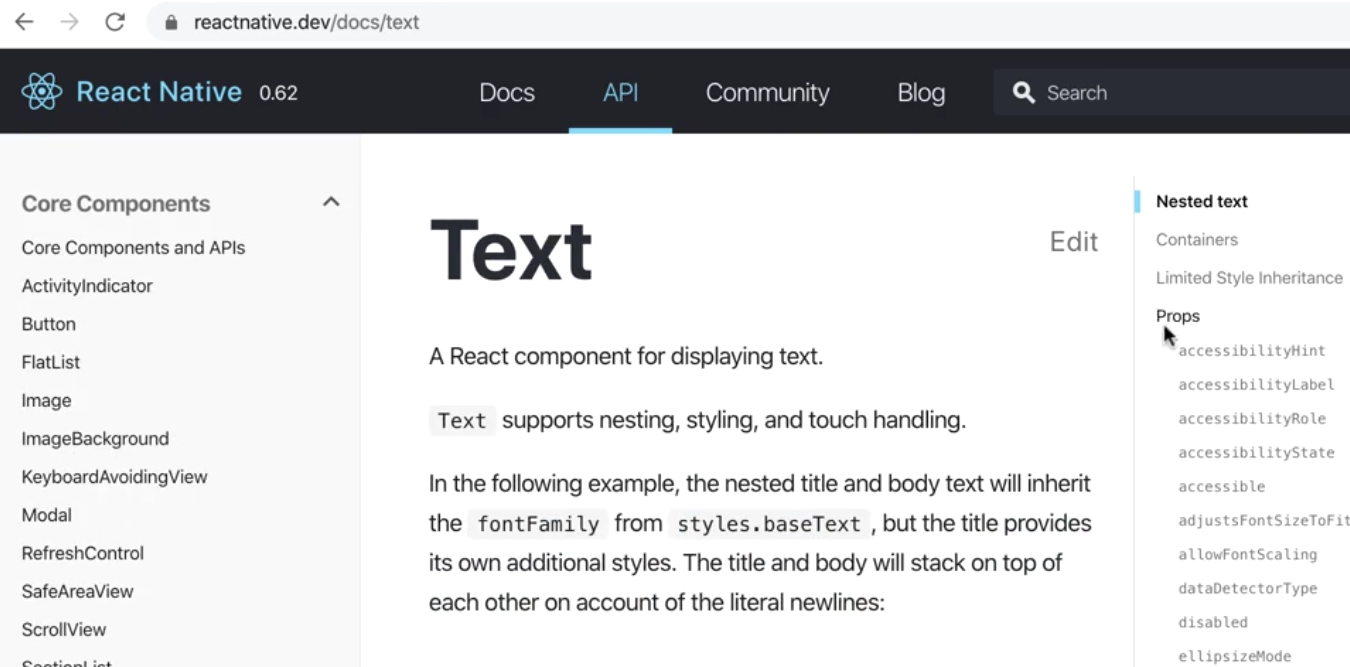 reactnative.dev/docs/text
React Native 0.62 Docs API Community Blog Search
Core Components
Core Components and APIs
ActivityIndicator
Button
FlatList
Image
ImageBackground
KeyboardAvoidingView
Modal
RefreshControl
SafeAreaView
ScrollView
SectionList
Text
Edit
A React component for displaying text.
Text supports nesting, styling, and touch handling.
In the following example, the nested title and body text will inherit
the fontFamily from styles.baseText, but the title provides
its own additional styles. The title and body will stack on top of
each other on account of the literal newlines:
Nested text
Containers
Limited Style Inheritance
Props
accessibilityHint
accessibilityLabel
accessibilityRole
accessibilityState
accessible
adjustsFontSizeToFit
allowFontScaling
dataDetectorType
disabled
ellipsizeMode